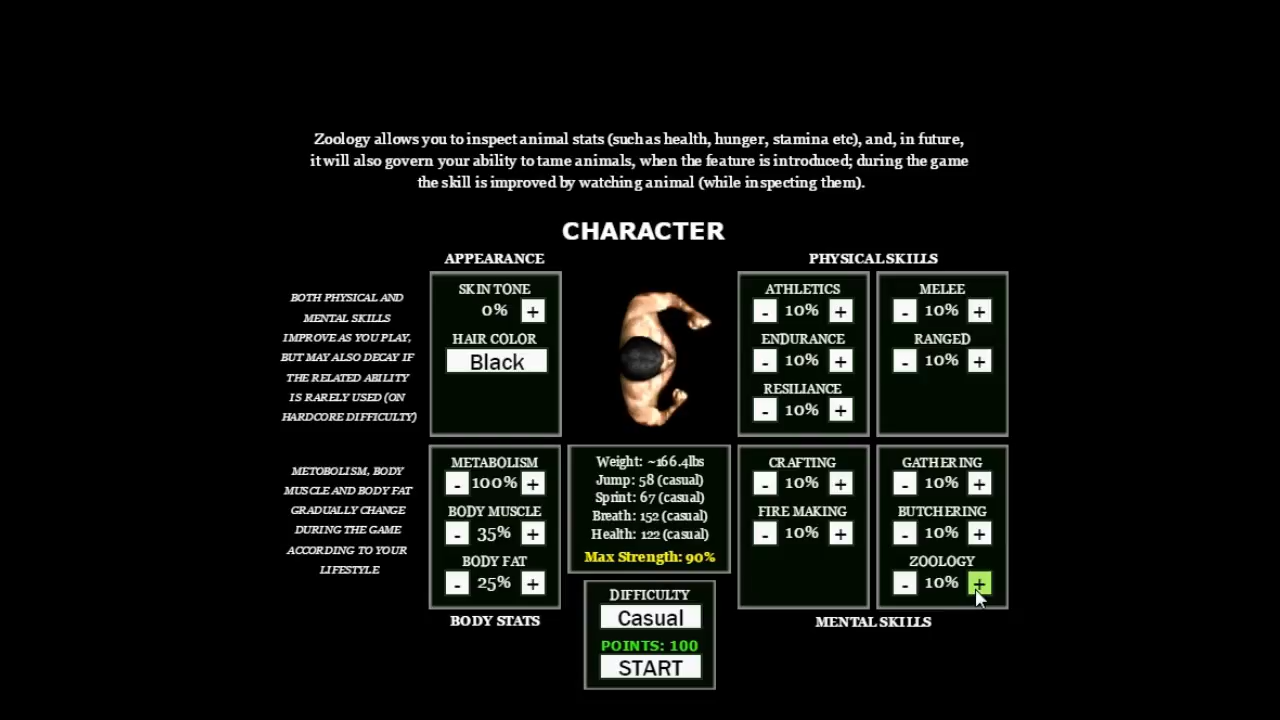 Zoology allows you to inspect animal stats (such as health, hunger, stamina etc), and, in future,
it will also govern your ability to tame animals, when the feature is introduced; during the game
the skill is improved by watching animal (while inspecting them).
CHARACTER
APPEARANCE
PHYSICAL SKILLS
BOTH PHYSICAL AND
MENTAL SKILLS
IMPROVE AS YOU PLAY,
BUT MAY ALSO DECAY IF
THE RELATED ABILITY
IS RARELY USED (ON
HARDCORE DIFFICULTY)
SKIN TONE
0% +
HAIR COLOR
Black
ATHLETICS
- 10% +
ENDURANCE
- 10% +
RESILIANCE
- 10% +
MELEE
- 10% +
RANGED
- 10% +
METOBOLISM, BODY
MUSCLE AND BODY FAT
GRADUALLY CHANGE
DURING THE GAME
ACCORDING TO YOUR
LIFESTYLE
METABOLISM
- 100% +
BODY MUSCLE
- 35% +
BODY FAT
- 25% +
BODY STATS
Weight: ~166.4lbs
Jump: 58 (casual)
Sprint: 67 (casual)
Breath: 152 (casual)
Health: 122 (casual)
Max Strength: 90%
DIFFICULTY
Casual
POINTS: 100
START
CRAFTING
- 10% +
FIRE MAKING
- 10% +
GATHERING
- 10% +
BUTCHERING
- 10% +
ZOOLOGY
- 10% +
MENTAL SKILLS